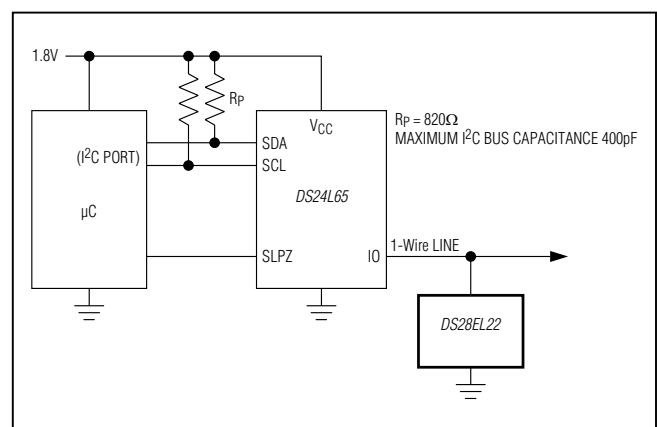 1.8V
RP
VCC
RP = 820Ω
MAXIMUM I2C BUS CAPACITANCE 400pF
(I2C PORT)
SDA
SCL
DS24L65
µC
SLPZ
IO
1-Wire LINE
DS28EL22